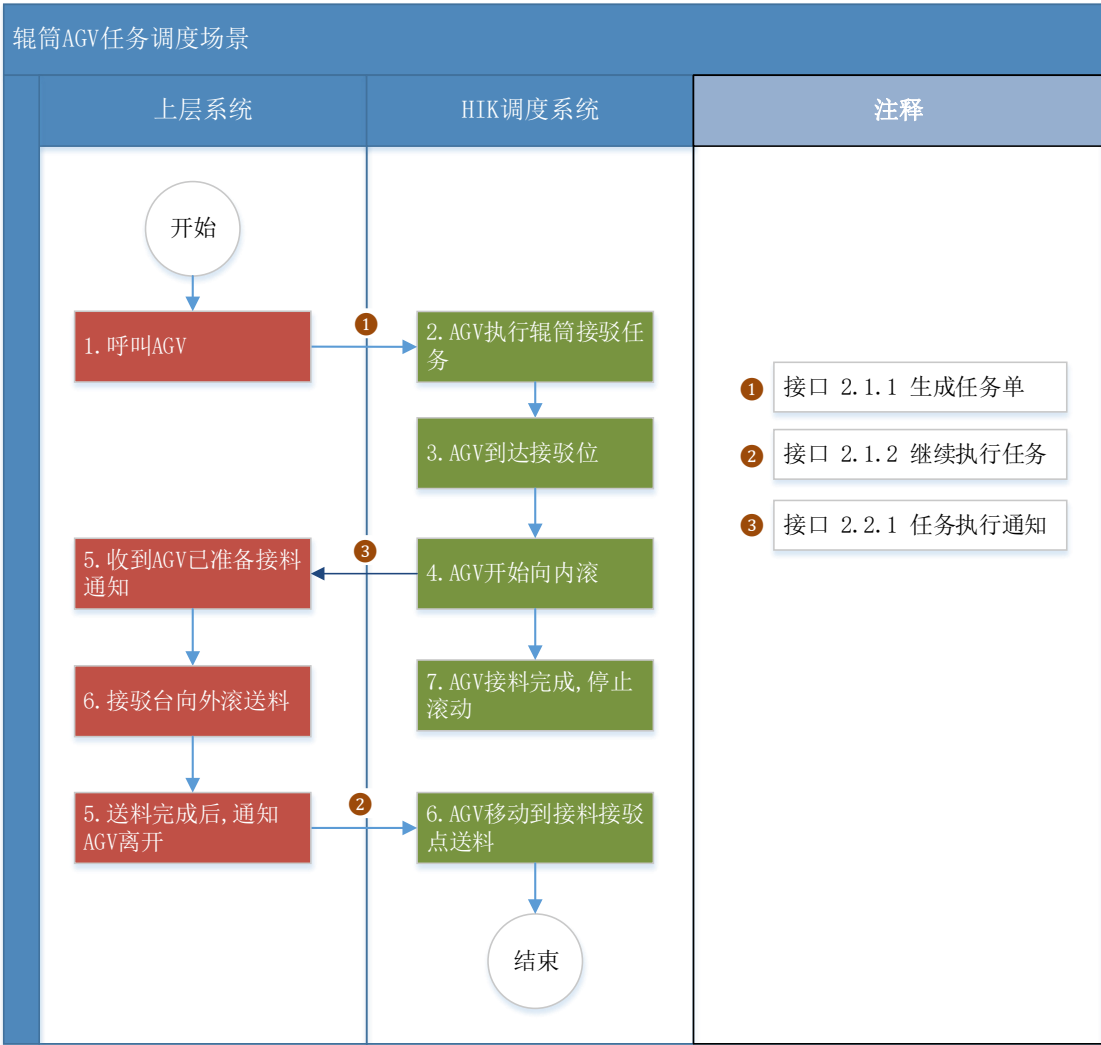 辊筒AGV任务调度场景
上层系统
HIK调度系统
注释
开始
1.呼叫AGV
1
2.AGV执行辊筒接驳任
务
3.AGV到达接驳位
5.收到AGV已准备接料
通知
3
4.AGV开始向内滚
6.接驳台向外滚送料
7.AGV接料完成,停止
滚动
5.送料完成后,通知
AGV离开
2
6.AGV移动到接料接驳
点送料
结束
1 接口 2.1.1 生成任务单
2 接口 2.1.2 继续执行任务
3 接口 2.2.1 任务执行通知